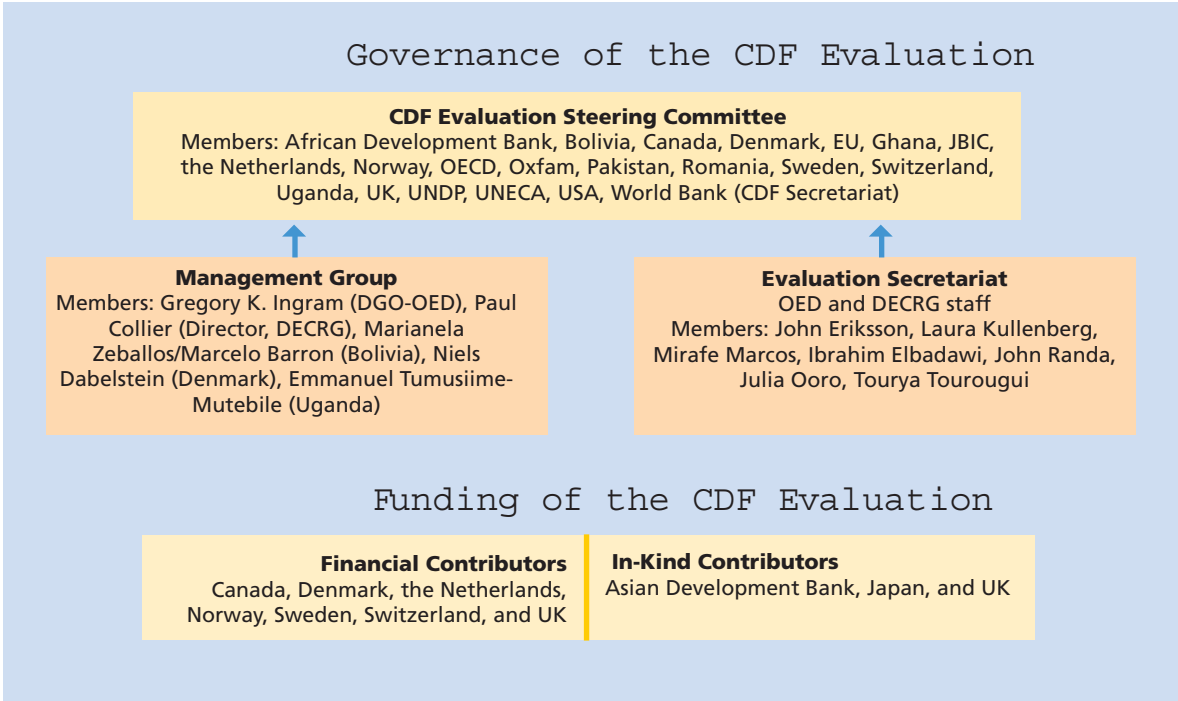 Governance of the CDF Evaluation
CDF Evaluation Steering Committee
Members: African Development Bank, Bolivia, Canada, Denmark, EU, Ghana, JBIC,
the Netherlands, Norway, OECD, Oxfam, Pakistan, Romania, Sweden, Switzerland,
Uganda, UK, UNDP, UNECA, USA, World Bank (CDF Secretariat)
Management Group
Members: Gregory K. Ingram (DGO-OED), Paul
Collier (Director, DECRG), Marianela
Zeballos/Marcelo Barron (Bolivia), Niels
Dabelstein (Denmark), Emmanuel Tumusiime-
Mutebile (Uganda)
Evaluation Secretariat
OED and DECRG staff
Members: John Eriksson, Laura Kullenberg,
Mirafe Marcos, Ibrahim Elbadawi, John Randa,
Julia Ooro, Tourya Tourougui
Funding of the CDF Evaluation
Financial Contributors
Canada, Denmark, the Netherlands,
Norway, Sweden, Switzerland, and UK
In-Kind Contributors
Asian Development Bank, Japan, and UK